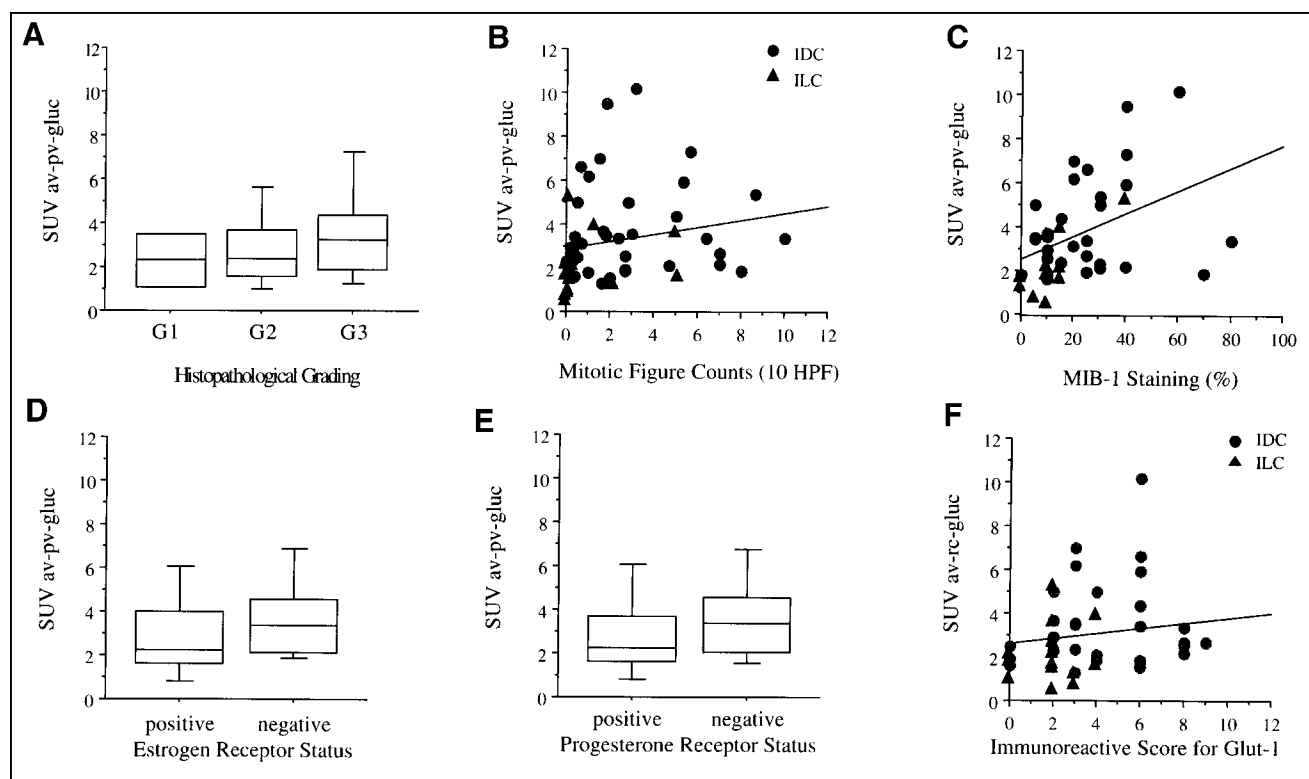 A
SUV av-pv-gluc
12
10
8
6
4
2
0
G1 G2 G3
Histopathological Grading
B
SUV av-pv-gluc
12
10
8
6
4
2
0
IDC
ILC
0 2 4 6 8 10 12
Mitotic Figure Counts (10 HPF)
C
SUV av-pv-gluc
12
10
8
6
4
2
0
0 20 40 60 80 100
MIB-1 Staining (%)
D
SUV av-pv-gluc
12
10
8
6
4
2
0
positive negative
Estrogen Receptor Status
E
SUV av-pv-gluc
12
10
8
6
4
2
0
positive negative
Progesterone Receptor Status
F
SUV av-rc-gluc
12
10
8
6
4
2
0
IDC
ILC
0 2 4 6 8 10 12
Immunoreactive Score for Glut-1